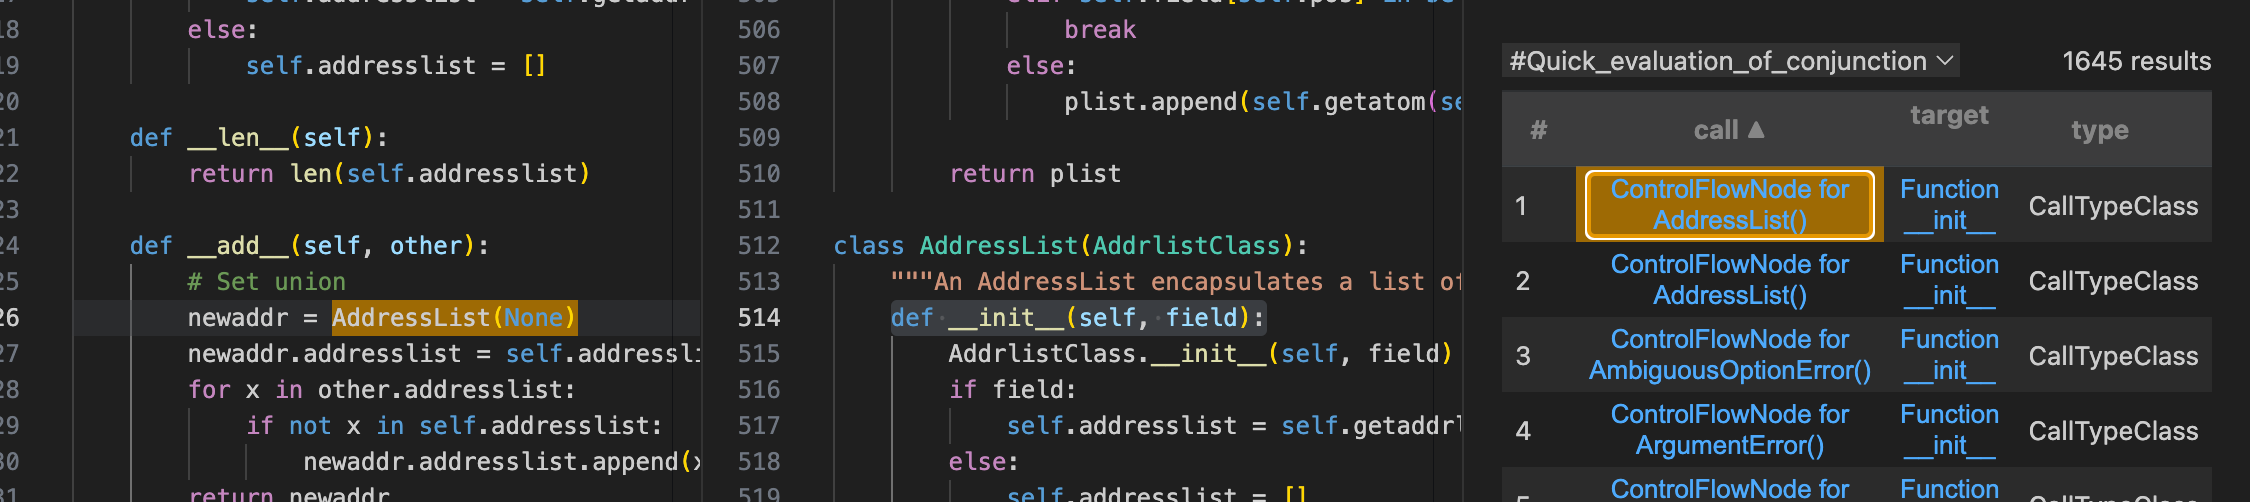 18 else:
19 self.addresslist = []
20
21 def __len__(self):
22 return len(self.addresslist)
23
24 def __add__(self, other):
25 # Set union
26 newaddr = AddressList(None)
27 newaddr.addresslist = self.addressli
28 for x in other.addresslist:
29 if not x in self.addresslist:
30 newaddr.addresslist.append(x
31 return newaddr
506 break
507 else:
508 plist.append(self.getatom(se
509
510 return plist
511
512 class AddressList(AddrlistClass):
513 """An AddressList encapsulates a list of
514 def __init__(self, field):
515 AddrlistClass.__init__(self, field)
516 if field:
517 self.addresslist = self.getaddrl
518 else:
519 self.addresslist = []
#Quick_evaluation_of_conjunction 1645 results
# call ▲ target type
1 ControlFlowNode for AddressList() Function __init__ CallTypeClass
2 ControlFlowNode for AddressList() Function __init__ CallTypeClass
3 ControlFlowNode for AmbiguousOptionError() Function __init__ CallTypeClass
4 ControlFlowNode for ArgumentError() Function __init__ CallTypeClass
ControlFlowNode for Function